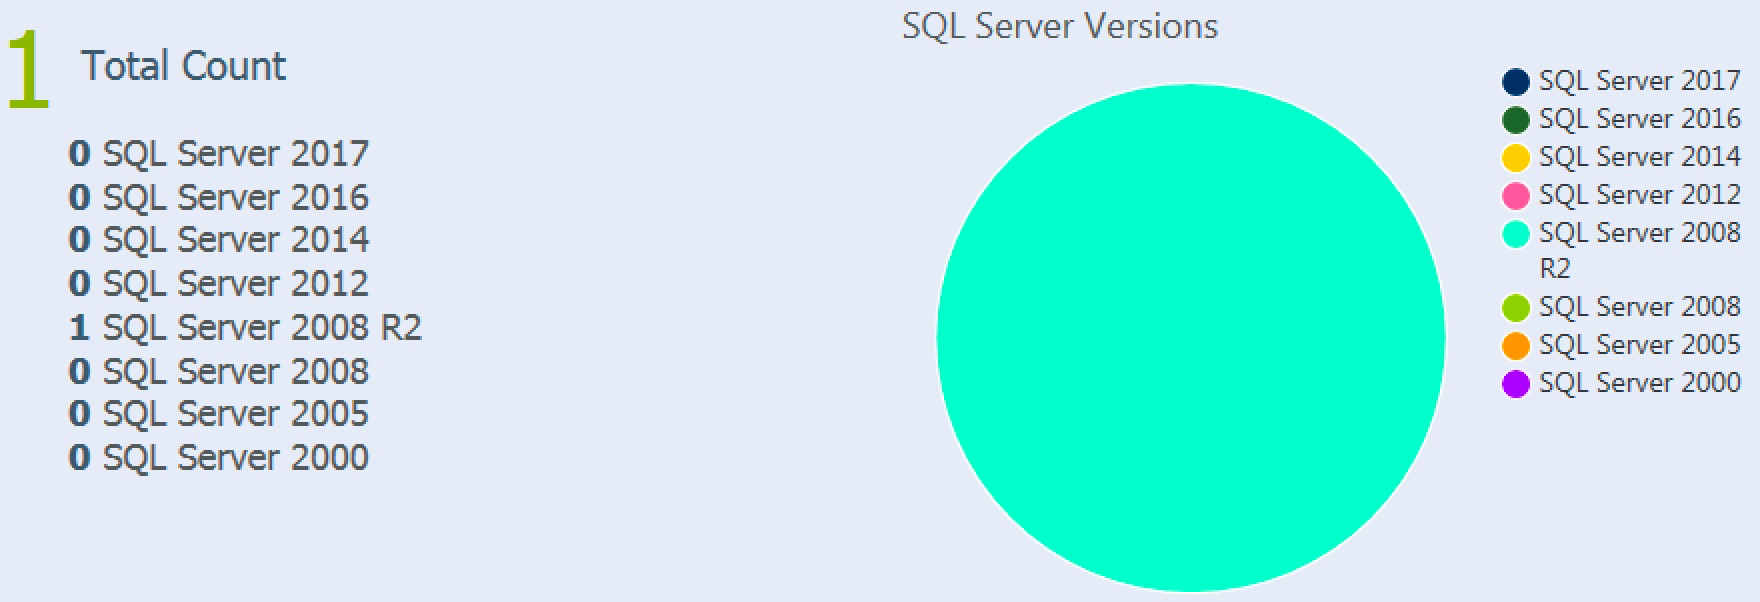 1 Total Count
0 SQL Server 2017
0 SQL Server 2016
0 SQL Server 2014
0 SQL Server 2012
1 SQL Server 2008 R2
0 SQL Server 2008
0 SQL Server 2005
0 SQL Server 2000
SQL Server Versions
SQL Server 2017
SQL Server 2016
SQL Server 2014
SQL Server 2012
SQL Server 2008
R2
SQL Server 2008
SQL Server 2005
SQL Server 2000